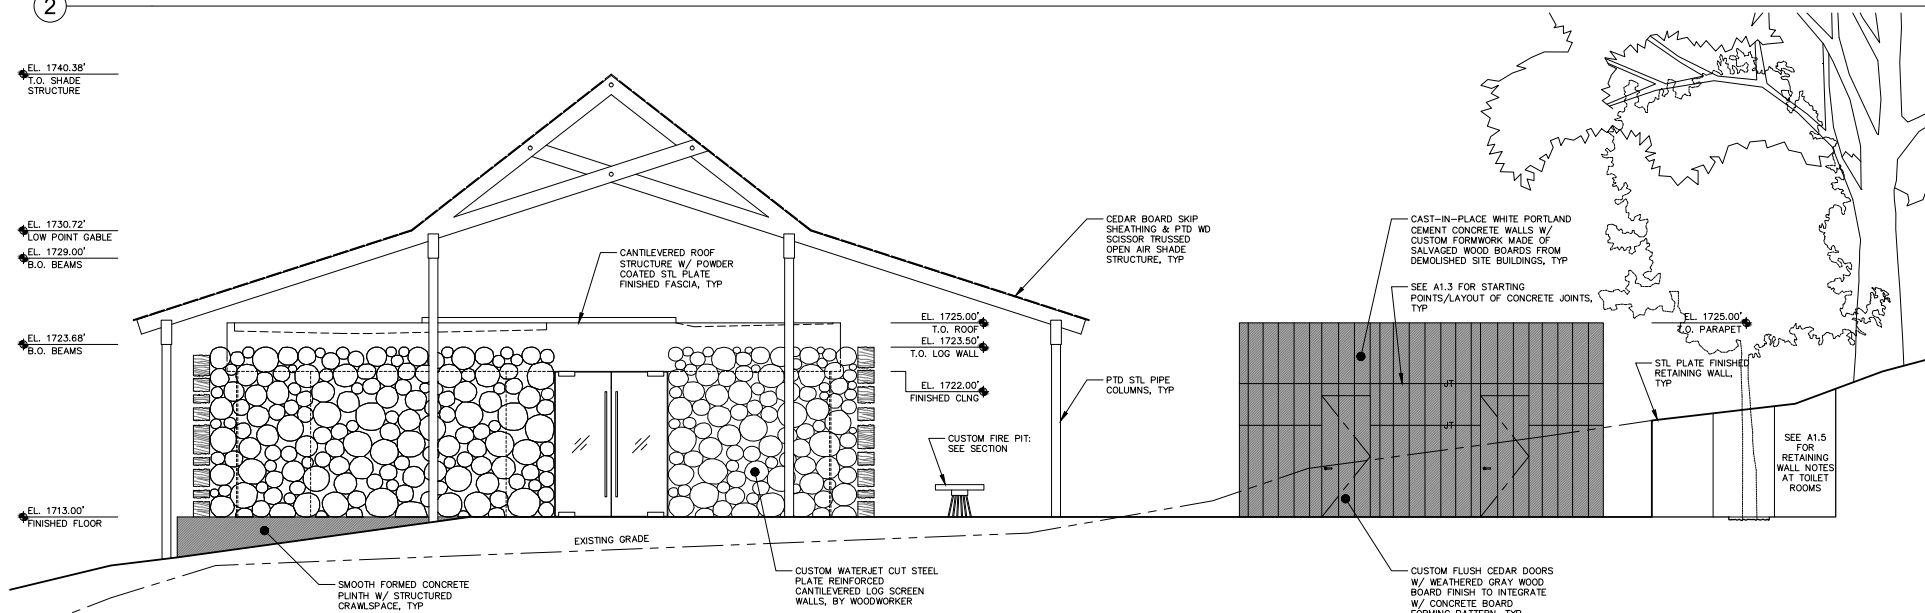 2
EL. 1740.38'
T.O. SHADE
STRUCTURE
EL. 1730.72'
LOW POINT GABLE
EL. 1729.00'
B.O. BEAMS
EL. 1723.68'
B.O. BEAMS
EL. 1713.00'
FINISHED FLOOR
CANTILEVERED ROOF
STRUCTURE W/ POWDER
COATED STL PLATE
FINISHED FASCIA, TYP
CEDAR BOARD SKIP
SHEATHING & PTD WD
SCISSOR TRUSSED
OPEN AIR SHADE
STRUCTURE, TYP
EL. 1725.00'
T.O. ROOF
EL. 1723.50'
T.O. LOG WALL
EL. 1722.00'
FINISHED CLNG
PTD STL PIPE
COLUMNS, TYP
CUSTOM FIRE PIT:
SEE SECTION
CAST-IN-PLACE WHITE PORTLAND
CEMENT CONCRETE WALLS W/
CUSTOM FORMWORK MADE OF
SALVAGED WOOD BOARDS FROM
DEMOLISHED SITE BUILDINGS, TYP
SEE A1.3 FOR STARTING
POINTS/LAYOUT OF CONCRETE JOINTS,
TYP
EL. 1725.00'
T.O. PARAPET
STL PLATE FINISHED
RETAINING WALL,
TYP
JT
JT
SEE A1.5
FOR
RETAINING
WALL NOTES
AT TOILET
ROOMS
EXISTING GRADE
SMOOTH FORMED CONCRETE
PLINTH W/ STRUCTURED
CRAWLSPACE, TYP
CUSTOM WATERJET CUT STEEL
PLATE REINFORCED
CANTILEVERED LOG SCREEN
WALLS, BY WOODWORKER
CUSTOM FLUSH CEDAR DOORS
W/ WEATHERED GRAY WOOD
BOARD FINISH TO INTEGRATE
W/ CONCRETE BOARD
FORMING PATTERN, TYP